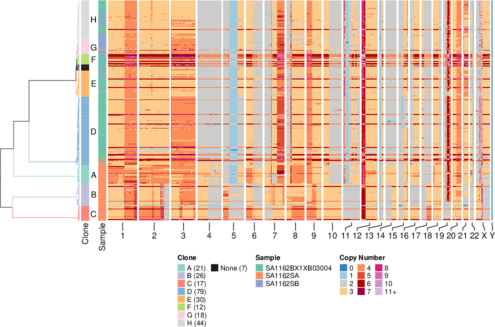 H
G
F
E
D
A
B
C
Clone
Sample
1 2 3 4 5 6 7 8 9 10 11 12 13 14 15 16 17 18 19 20 21 22 X Y
Clone
A (21)
B (26)
C (17)
D (79)
E (30)
F (12)
G (18)
H (44)
None (7)
Sample
SA1162BX1XB03004
SA1162SA
SA1162SB
Copy Number
0 4 8
1 5 9
2 6 10
3 7 11+